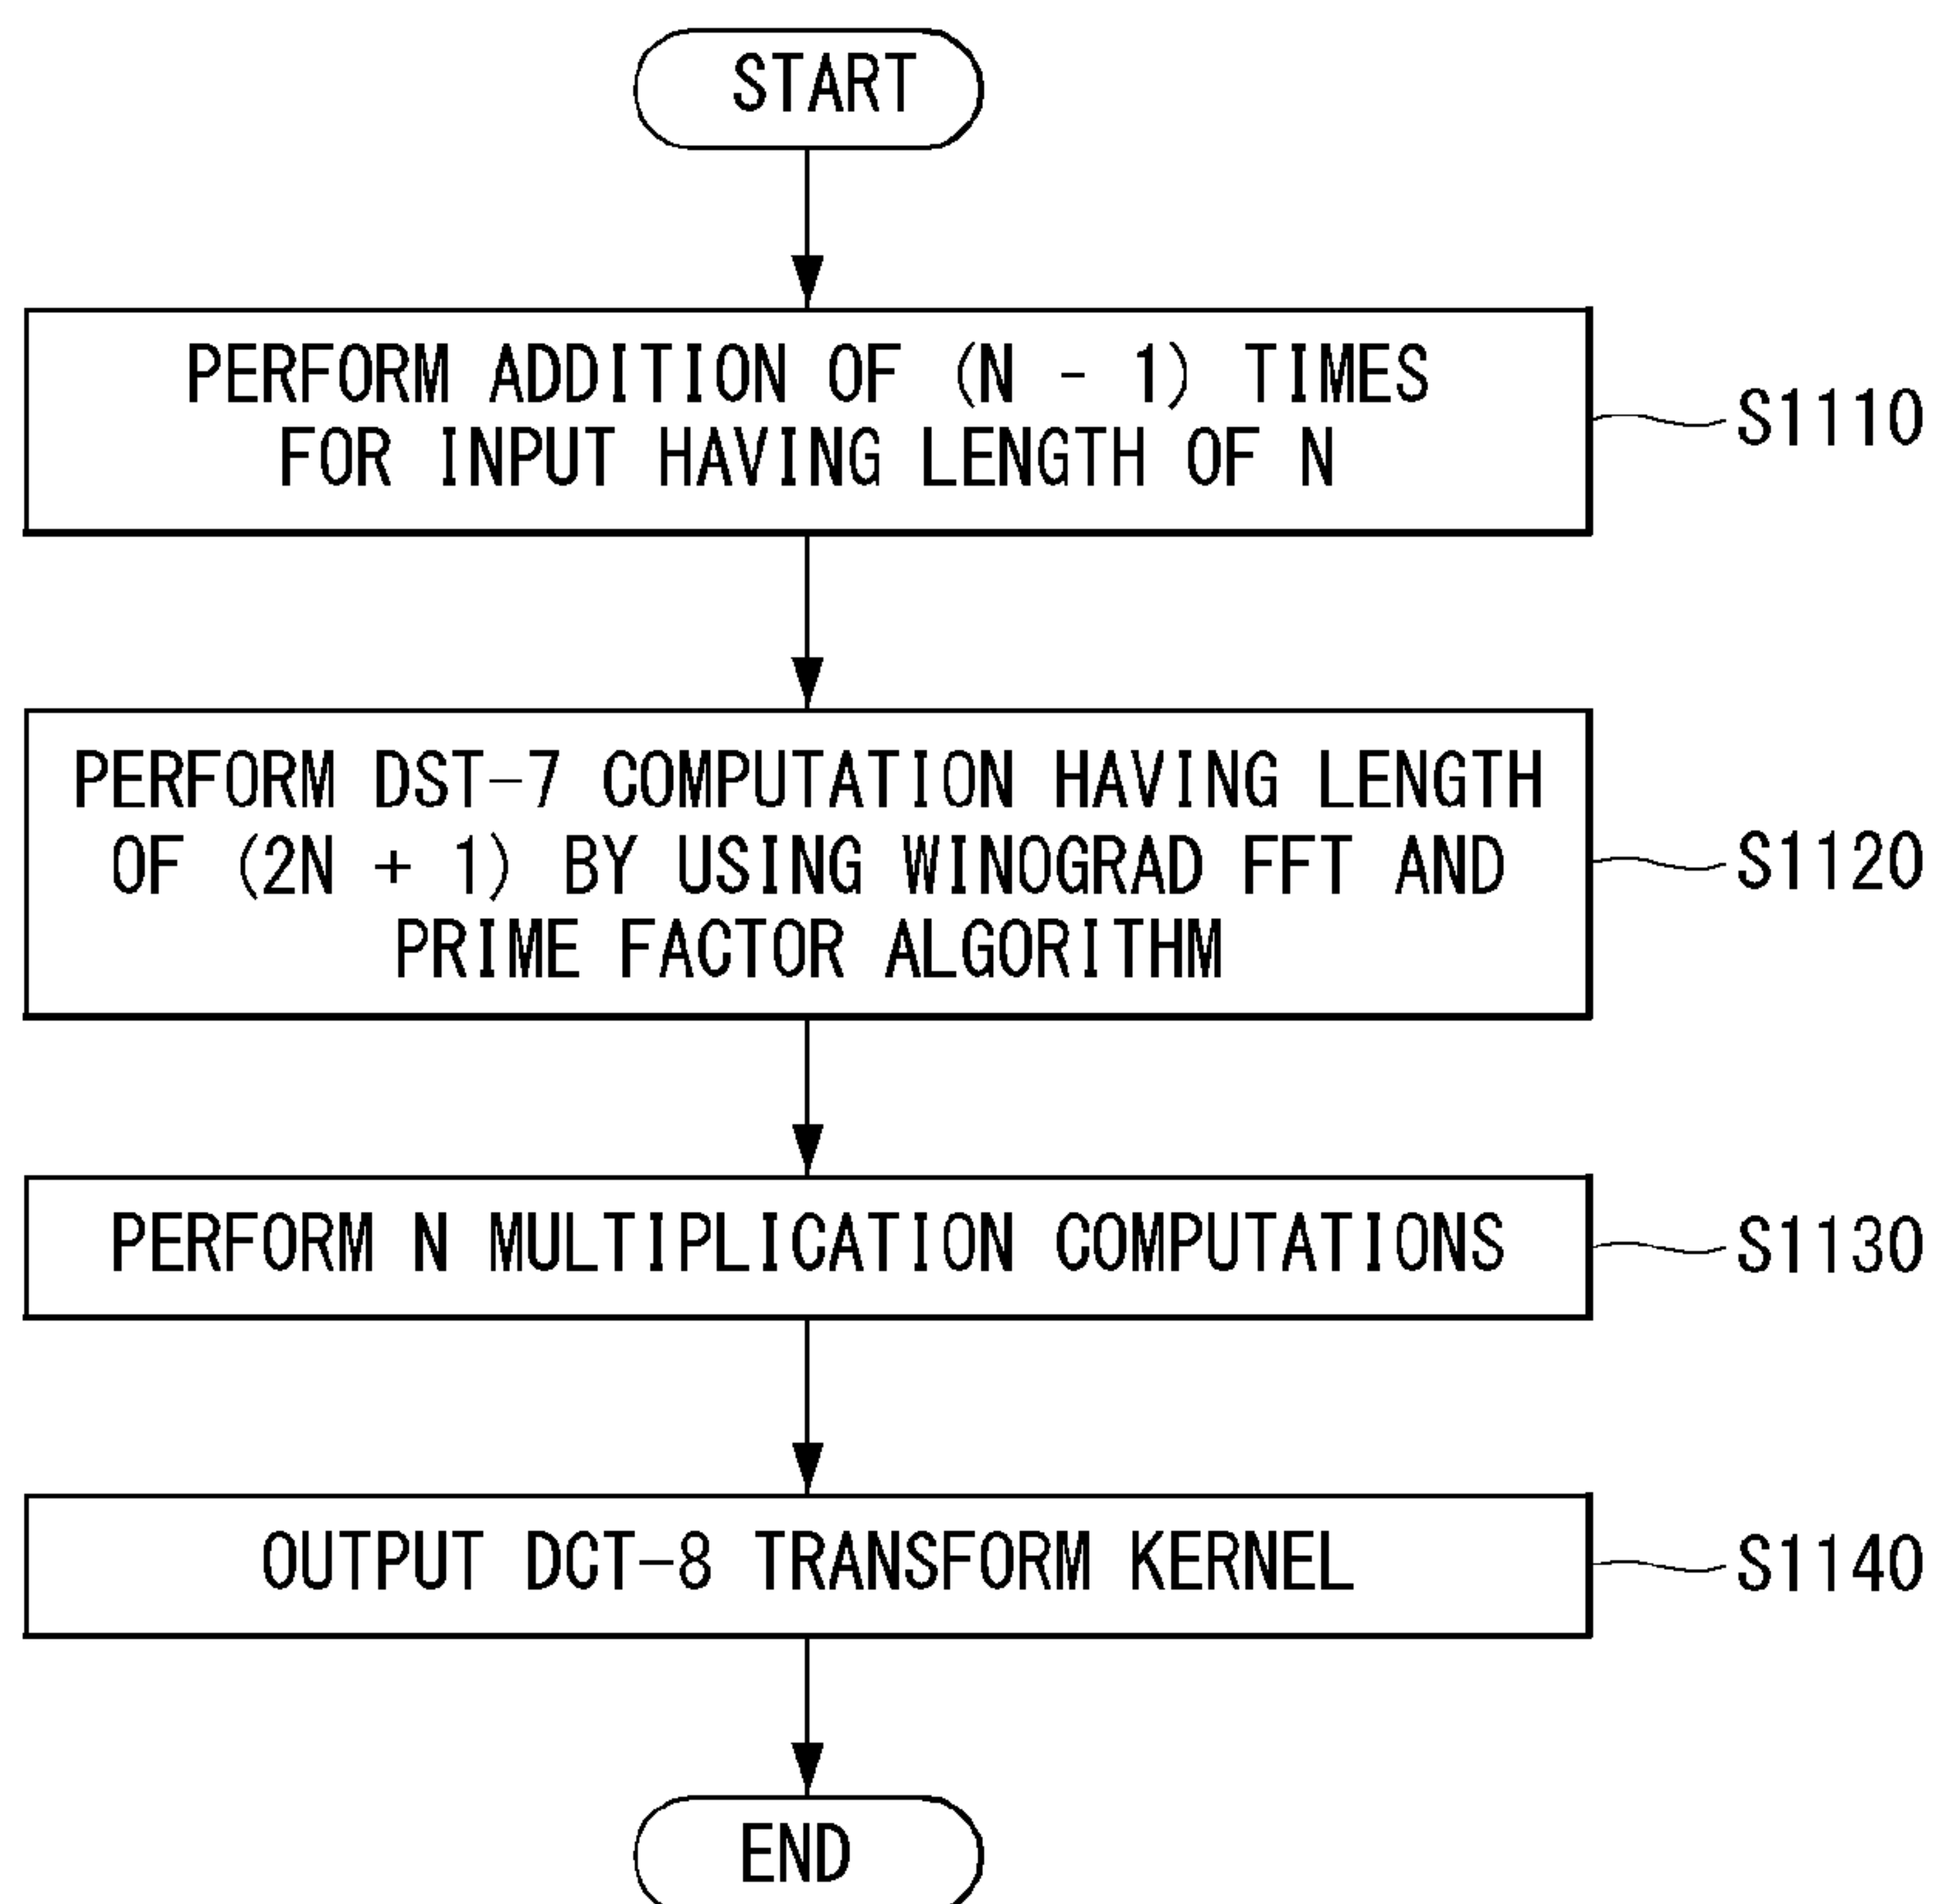 START
PERFORM ADDITION OF (N - 1) TIMES
FOR INPUT HAVING LENGTH OF N
S1110
PERFORM DST-7 COMPUTATION HAVING LENGTH
OF (2N + 1) BY USING WINOGRAD FFT AND
PRIME FACTOR ALGORITHM
S1120
PERFORM N MULTIPLICATION COMPUTATIONS
S1130
OUTPUT DCT-8 TRANSFORM KERNEL
S1140
END